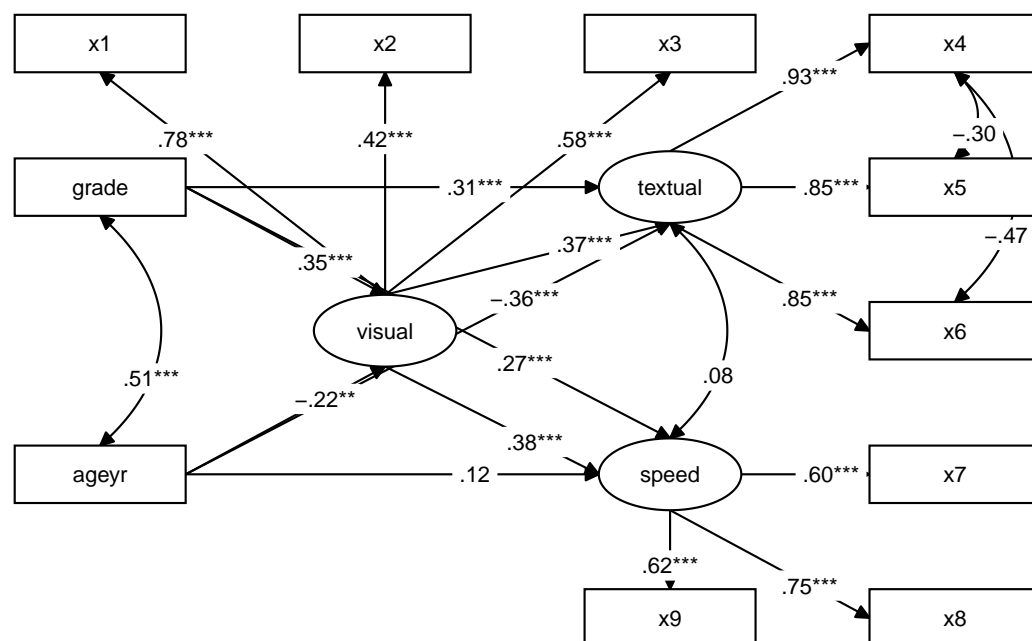 x1
x2
x3
x4
.93***
.78***
.42***
.58***
−.30
grade
.31***
textual
.85***
x5
.35***
.37***
−.47
−.36***
.85***
visual
x6
.27***
.51***
.08
−.22**
.38***
ageyr
.12
speed
.60***
x7
.62***
.75***
x9
x8